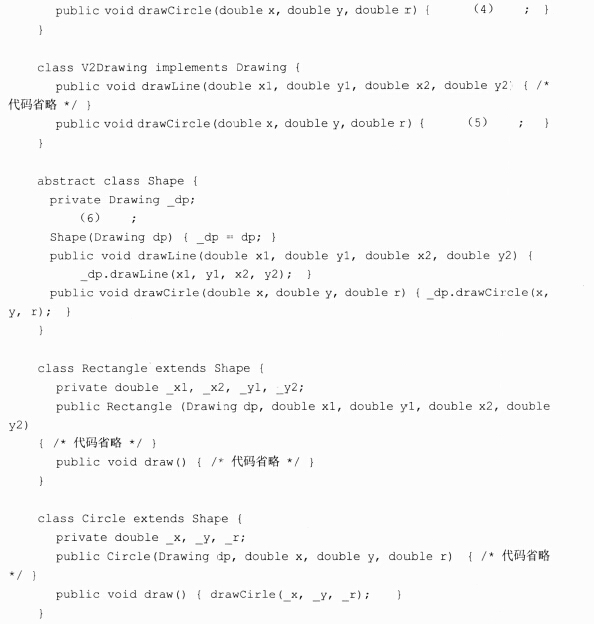 public void drawCircle(double x, double y, double r) { （4） ; }
}
class V2Drawing implements Drawing {
public void drawLine(double x1, double y1, double x2, double y2) { /*
代码省略 */ }
public void drawCircle(double x, double y, double r) { （5） ; }
}
abstract class Shape {
private Drawing _dp;
（6） ;
Shape(Drawing dp) { _dp = dp; }
public void drawLine(double x1, double y1, double x2, double y2) {
_dp.drawLine(x1, y1, x2, y2); }
public void drawCirle(double x, double y, double r) { _dp.drawCircle(x,
y, r); }
}
class Rectangle extends Shape {
private double _x1, _x2, _y1, _y2;
public Rectangle (Drawing dp, double x1, double y1, double x2, double
y2)
{ /* 代码省略 */ }
public void draw() { /* 代码省略 */ }
}
class Circle extends Shape {
private double _x, _y, _r;
public Circle(Drawing dp, double x, double y, double r) { /* 代码省略
*/ }
public void draw() { drawCirle(_x, _y, _r); }
}